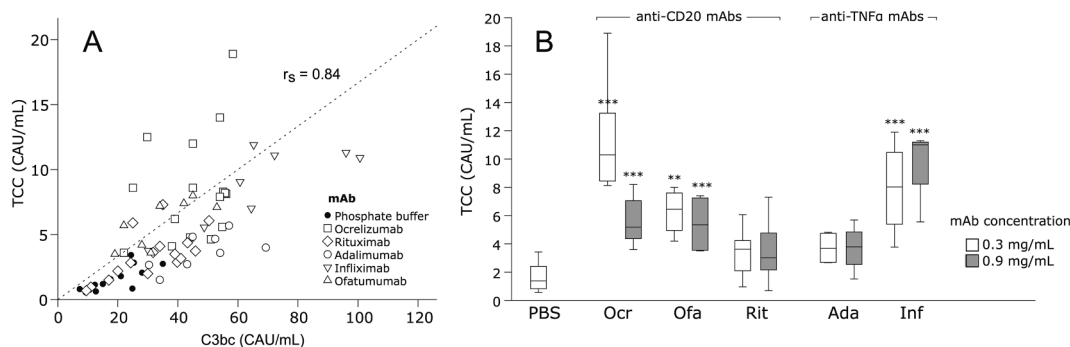 A
r_s = 0.84
TCC (CAU/mL)
20
15
10
5
0
0
20
40
60
80
100
120
C3bc (CAU/mL)
mAb
Phosphate buffer
Ocrelizumab
Rituximab
Adalimumab
Infliximab
Ofatumumab
B
anti-CD20 mAbs
anti-TNFα mAbs
TCC (CAU/mL)
20
18
16
14
12
10
8
6
4
2
0
***
***
**
***
***
***
PBS
Ocr
Ofa
Rit
Ada
Inf
mAb concentration
0.3 mg/mL
0.9 mg/mL